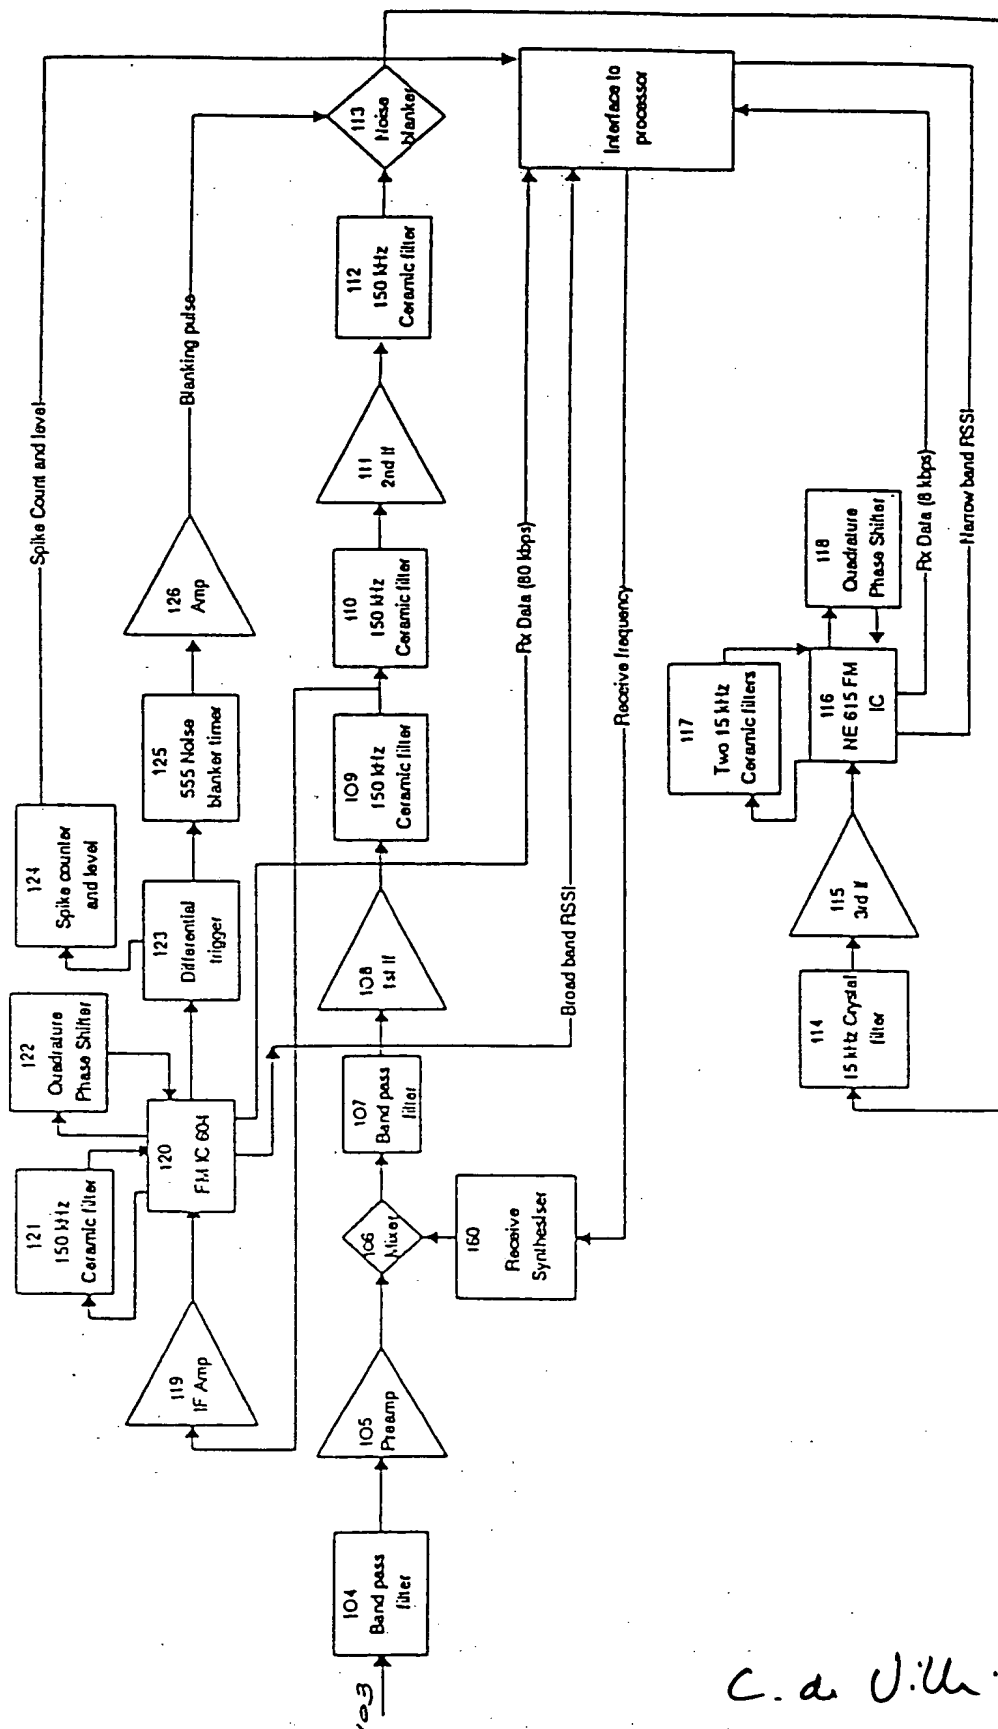 Spike Count and level
124
Spike counter
and level
122
Quadrature
Phase Shifter
121
150 kHz
Ceramic filter
119
IF Amp
120
FM IC 604
123
Differential
trigger
125
555 Noise
blanker timer
126
Amp
Blanking pulse
103
104
Band pass
filter
105
Preamp
106
Mixer
107
Band pass
filter
108
1st If
109
150 kHz
Ceramic filter
110
150 kHz
Ceramic filter
111
2nd If
112
150 kHz
Ceramic filter
113
Noise
blanker
160
Receive
Synthesiser
Rx Data (80 kbps)
Broad band RSSI
Receive frequency
Interface to
processor
117
Two 15 kHz
Ceramic filters
114
15 kHz Crystal
filter
115
3rd If
116
NE 615 FM
IC
118
Quadrature
Phase Shifter
Rx Data (8 kbps)
Narrow band RSSI
C. de